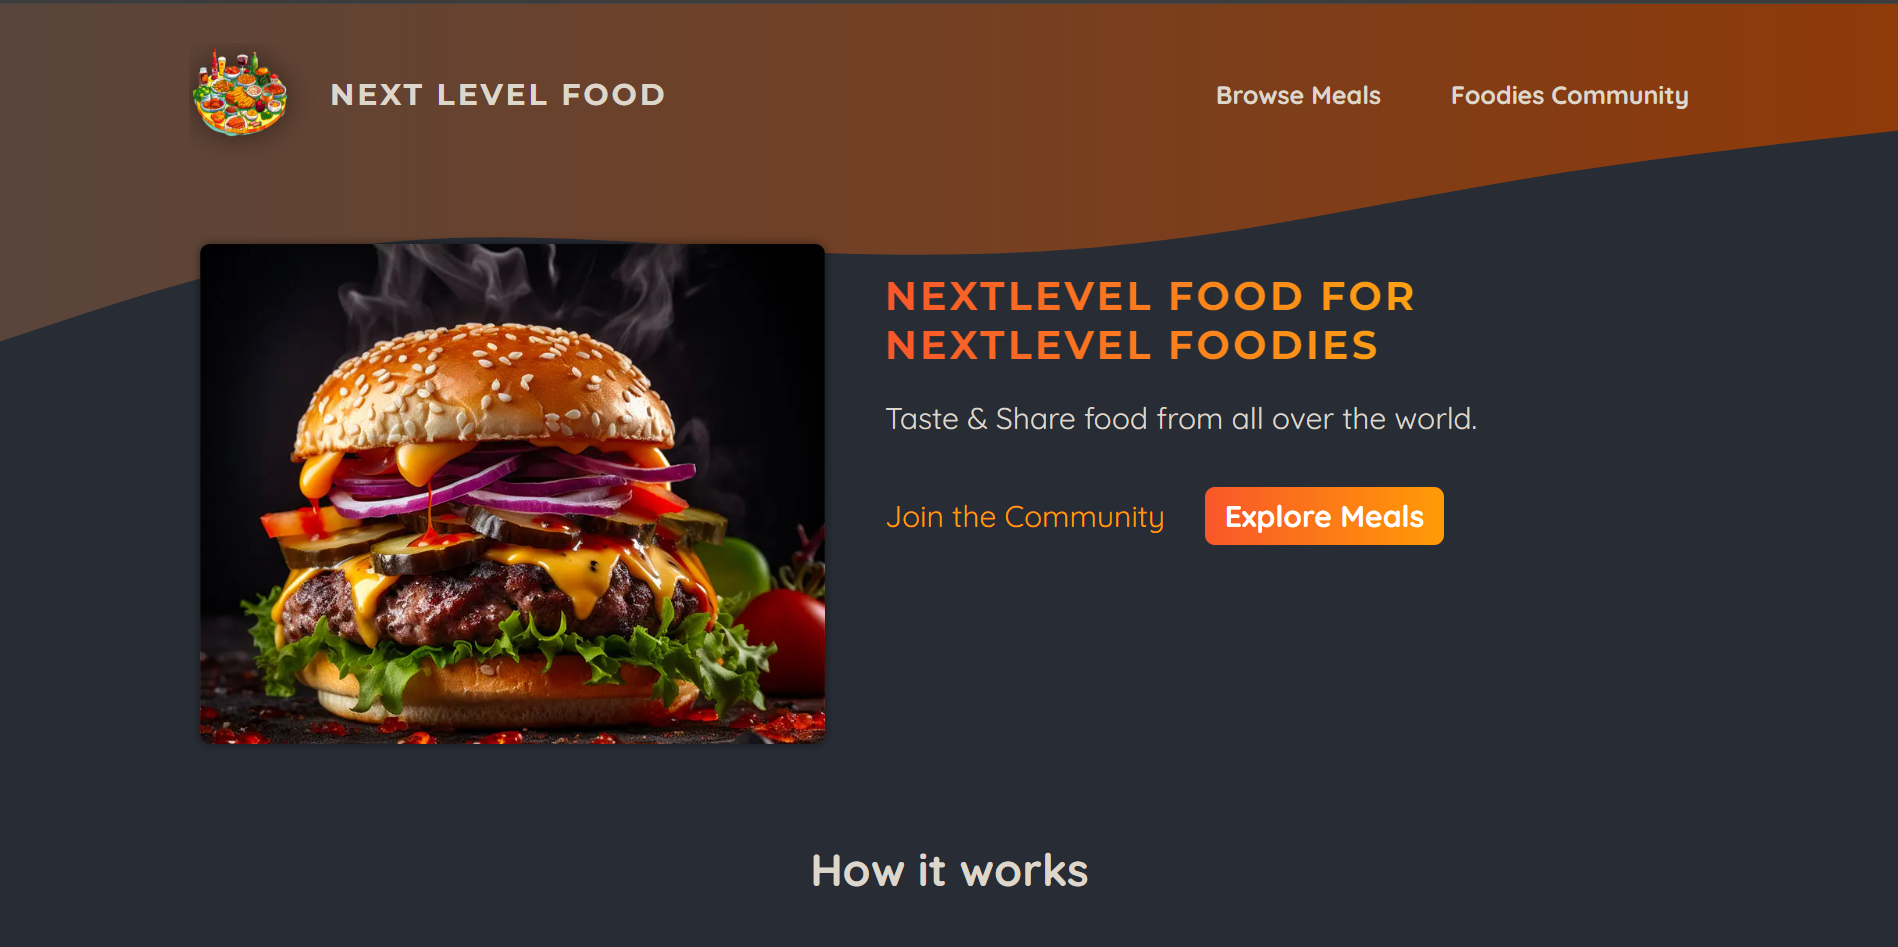 NEXT LEVEL FOOD
Browse Meals
Foodies Community
NEXTLEVEL FOOD FOR
NEXTLEVEL FOODIES
Taste & Share food from all over the world.
Join the Community
Explore Meals
How it works